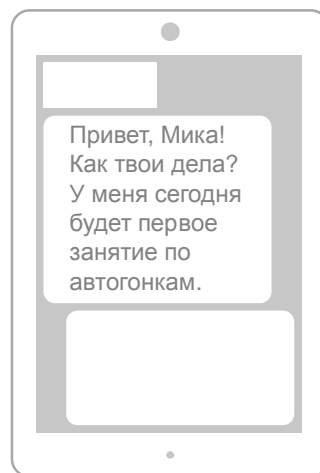 Привет, Мика!
Как твои дела?
У меня сегодня
будет первое
занятие по
автогонкам.